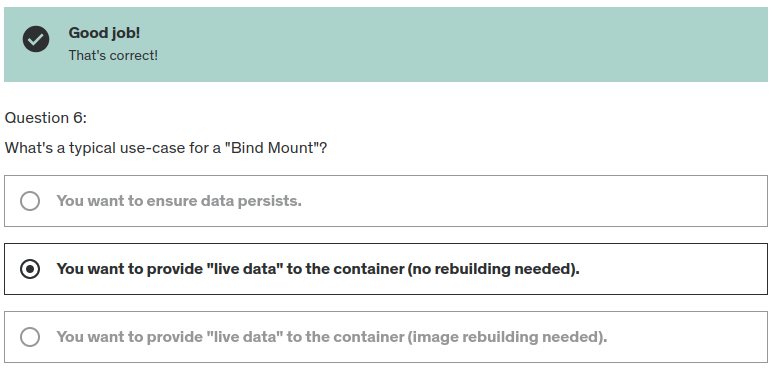 Good job!
That's correct!
Question 6:
What's a typical use-case for a "Bind Mount"?
You want to ensure data persists.
You want to provide "live data" to the container (no rebuilding needed).
You want to provide "live data" to the container (image rebuilding needed).